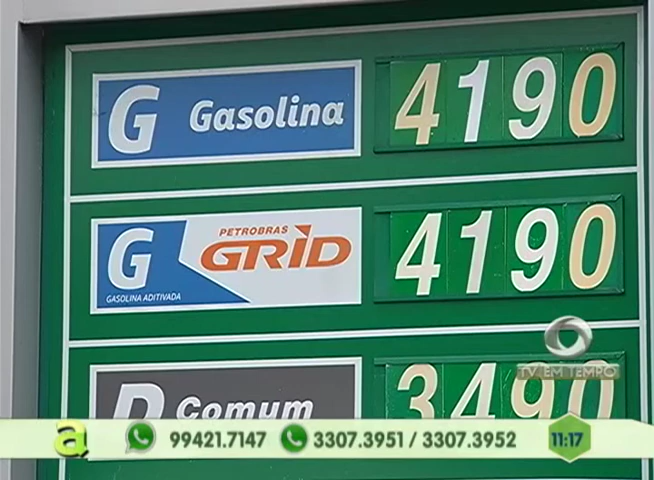 G Gasolina 4190
G PETROBRAS GRID 4190
GASOLINA ADITIVADA
D Comum 3490
TV EM TEMPO
a 99421.7147 3307.3951 / 3307.3952 11:17